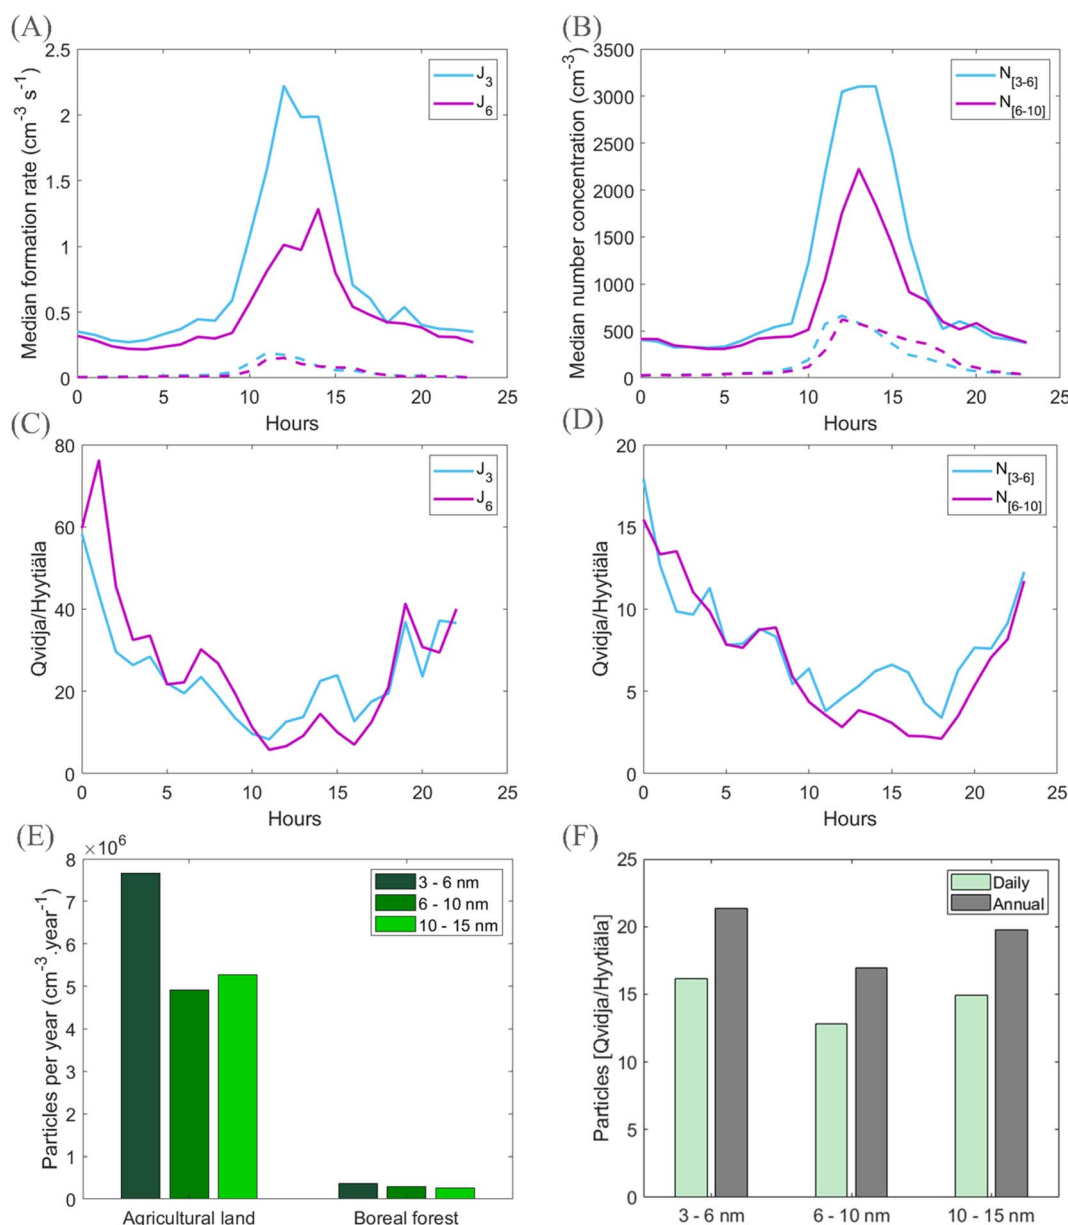 (A)
Median formation rate (cm-3 s-1)
2.5
2
1.5
1
0.5
0
J3
J6
0 5 10 15 20 25
Hours
(B)
Median number concentration (cm-3)
3500
3000
2500
2000
1500
1000
500
0
N[3-6]
N[6-10]
0 5 10 15 20 25
Hours
(C)
Qvidja/Hyytiäla
80
60
40
20
0
J3
J6
0 5 10 15 20 25
Hours
(D)
Qvidja/Hyytiäla
20
15
10
5
0
N[3-6]
N[6-10]
0 5 10 15 20 25
Hours
(E)
×10 6
Particles per year (cm-3.year-1)
8
7
6
5
4
3
2
1
0
3 - 6 nm
6 - 10 nm
10 - 15 nm
Agricultural land Boreal forest
(F)
Particles [Qvidja/Hyytiäla]
25
20
15
10
5
0
Daily
Annual
3 - 6 nm 6 - 10 nm 10 - 15 nm